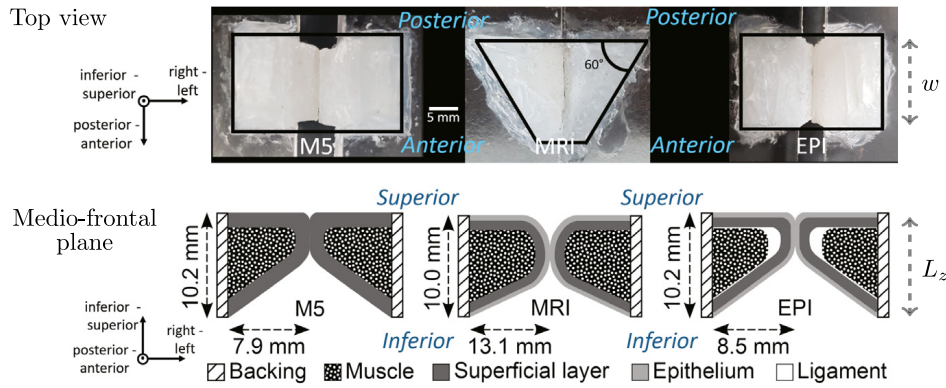 Top view
Posterior
Posterior
60°
inferior -
superior
right -
left
posterior -
anterior
5 mm
w
M5
Anterior
MRI
Anterior
EPI
Medio-frontal
plane
Superior
Superior
10.2 mm
10.0 mm
10.2 mm
L_z
M5
MRI
EPI
inferior -
superior
right -
left
posterior -
anterior
Inferior
Inferior
7.9 mm
13.1 mm
8.5 mm
Backing
Muscle
Superficial layer
Epithelium
Ligament